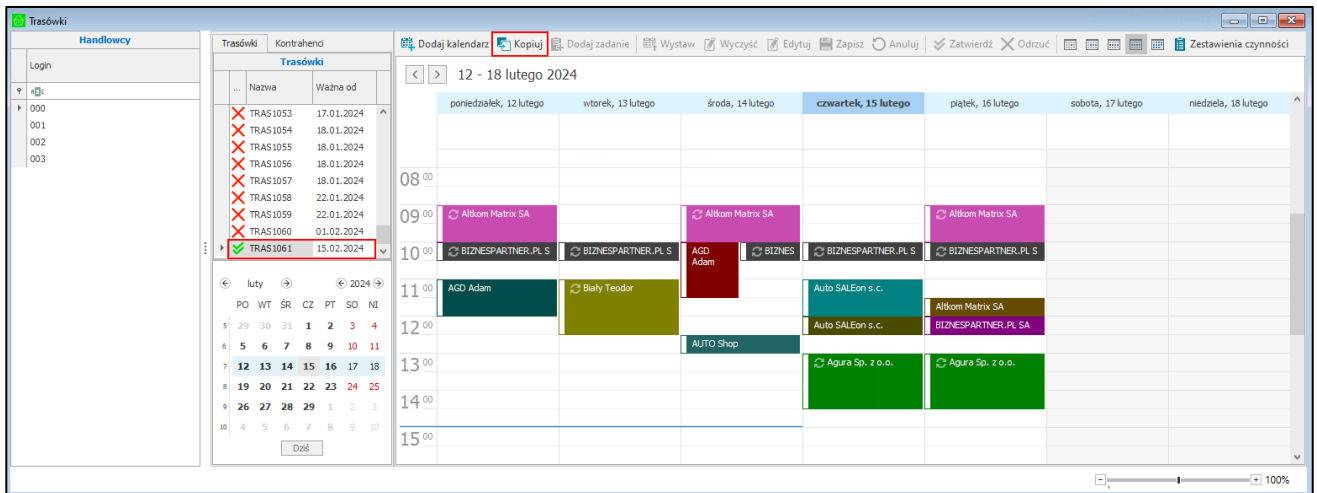 Trasówki
Handlowcy
Login
000
001
002
003
Trasówki Kontrahenci
Trasówki
... Nazwa Ważna od
TRAS1053 17.01.2024
TRAS1054 18.01.2024
TRAS1055 18.01.2024
TRAS1056 18.01.2024
TRAS1057 18.01.2024
TRAS1058 22.01.2024
TRAS1059 22.01.2024
TRAS1060 01.02.2024
TRAS1061 15.02.2024
luty 2024
PO WT ŚR CZ PT SO NI
5 29 30 31 1 2 3 4
6 5 6 7 8 9 10 11
7 12 13 14 15 16 17 18
8 19 20 21 22 23 24 25
9 26 27 28 29 1 2 3
10 4 5 6 7 8 9 10
Dziś
Dodaj kalendarz Kopiuj Dodaj zadanie Wystaw Wyczyść Edytuj Zapisz Anuluj Zatwierdź Odrzuć Zestawienia czynności
12 - 18 lutego 2024
poniedziałek, 12 lutego wtorek, 13 lutego środa, 14 lutego czwartek, 15 lutego piątek, 16 lutego sobota, 17 lutego niedziela, 18 lutego
08 00
09 00 Altkom Matrix SA Altkom Matrix SA Altkom Matrix SA
10 00 BIZNESPARTNER.PL S BIZNESPARTNER.PL S AGD BIZNES BIZNESPARTNER.PL S BIZNESPARTNER.PL S
Adam
11 00 AGD Adam Biały Teodor Auto SALEon s.c.
Altkom Matrix SA
12 00 Auto SALEon s.c. BIZNESPARTNER.PL SA
AUTO Shop
13 00 Agura Sp. z o.o. Agura Sp. z o.o.
14 00
15 00
100%